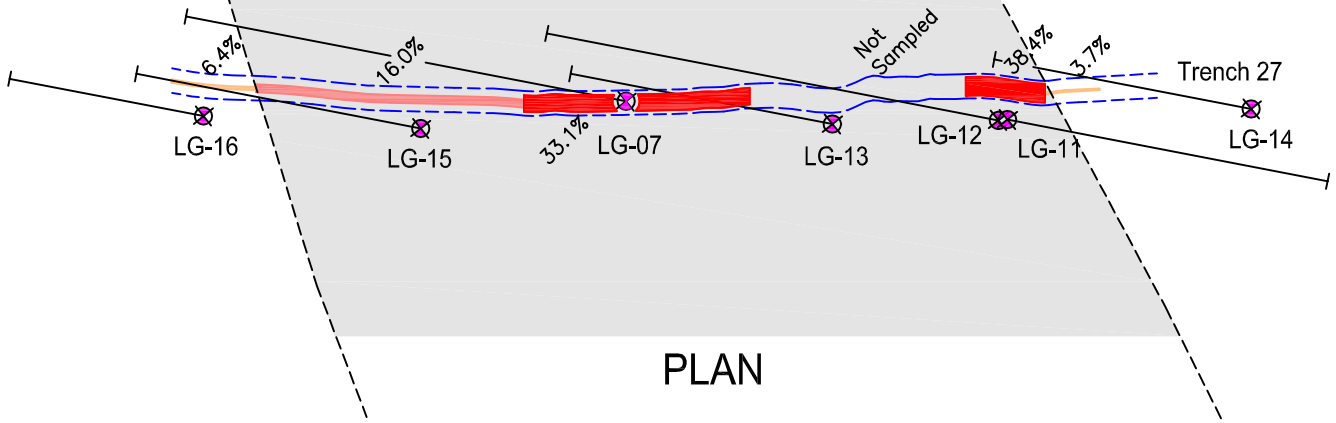 6.4%
16.0%
Not
Sampled
38.4%
3.7%
Trench 27
LG-16
LG-15
33.1%
LG-07
LG-13
LG-12
LG-11
LG-14
PLAN